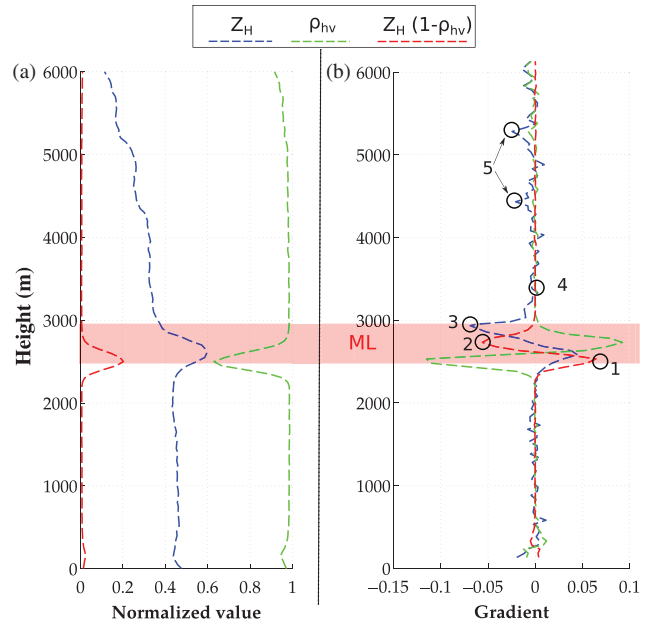 Z_H ρ_hv Z_H (1-ρ_hv)
(a) (b)
6000 6000
5000 5000
4000 4000
3000 3000
2000 2000
1000 1000
0 0
Height (m)
ML
5
4
3
2
1
0 0.2 0.4 0.6 0.8 1
−0.15 −0.1 −0.05 0 0.05 0.1
Normalized value Gradient